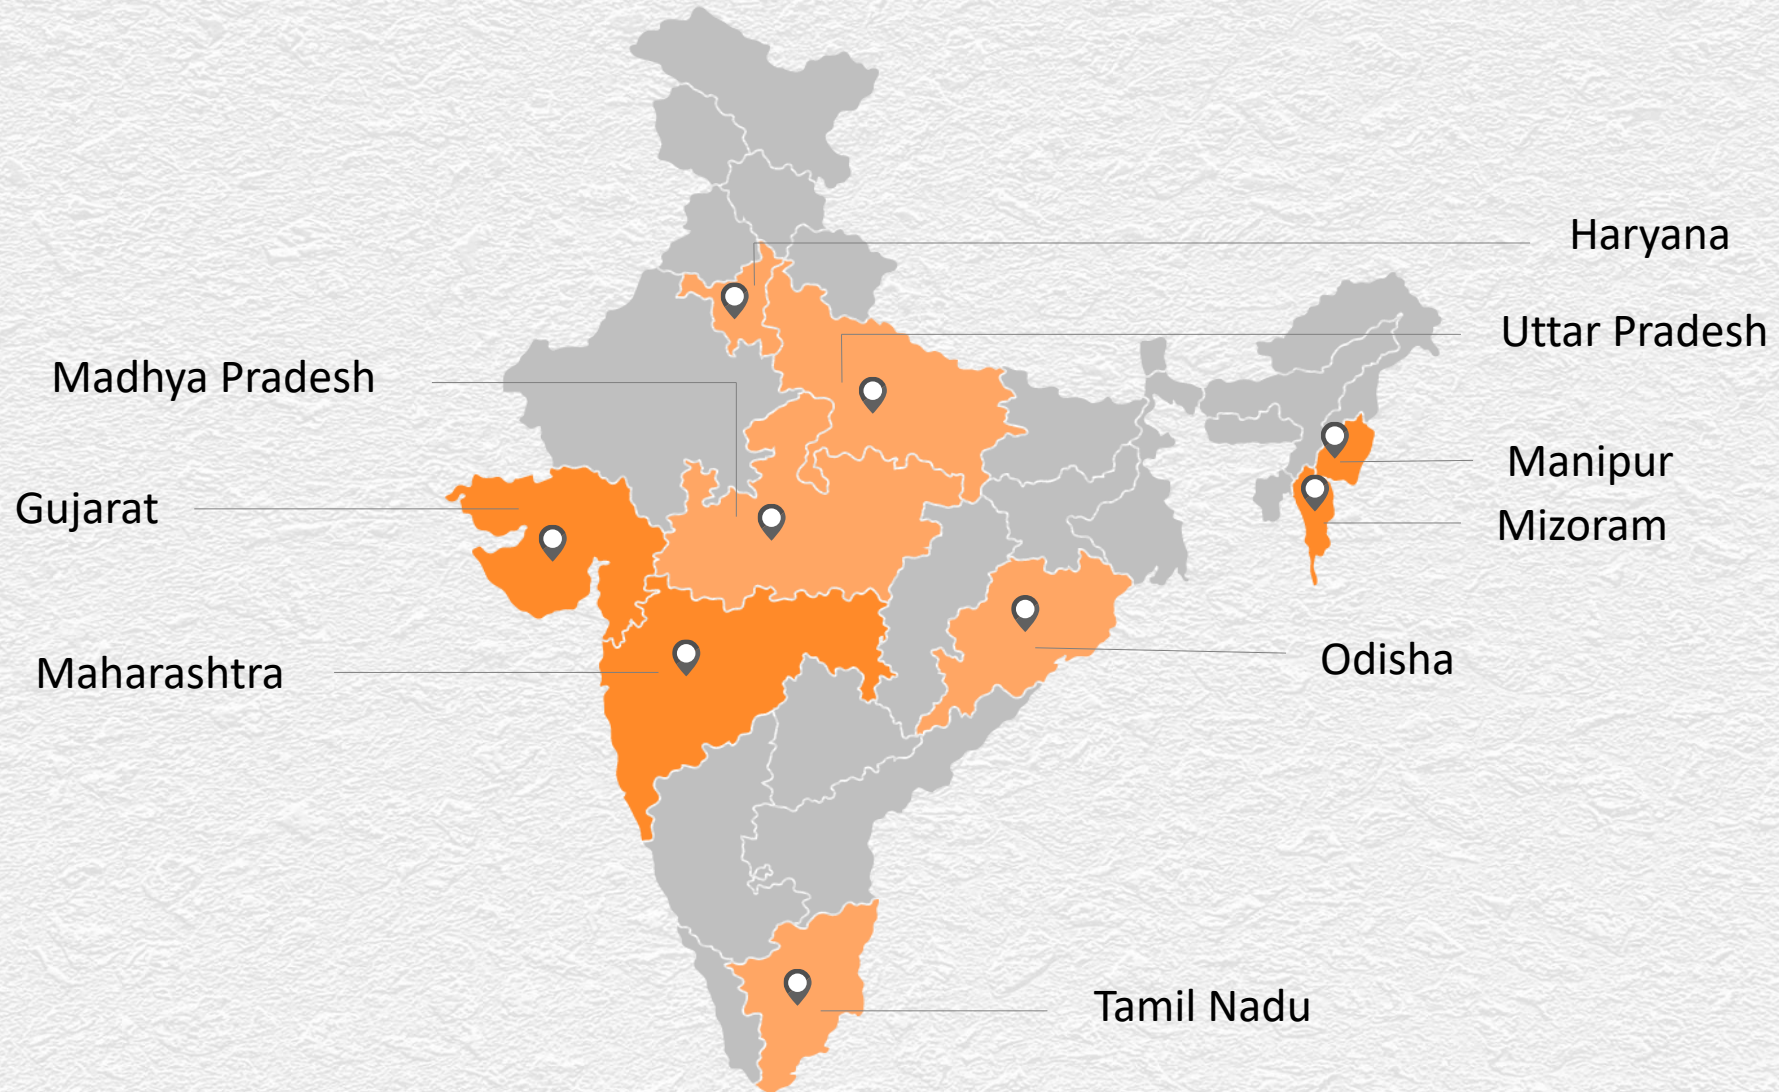 Haryana
Uttar Pradesh
Madhya Pradesh
Manipur
Gujarat
Mizoram
Odisha
Maharashtra
Tamil Nadu